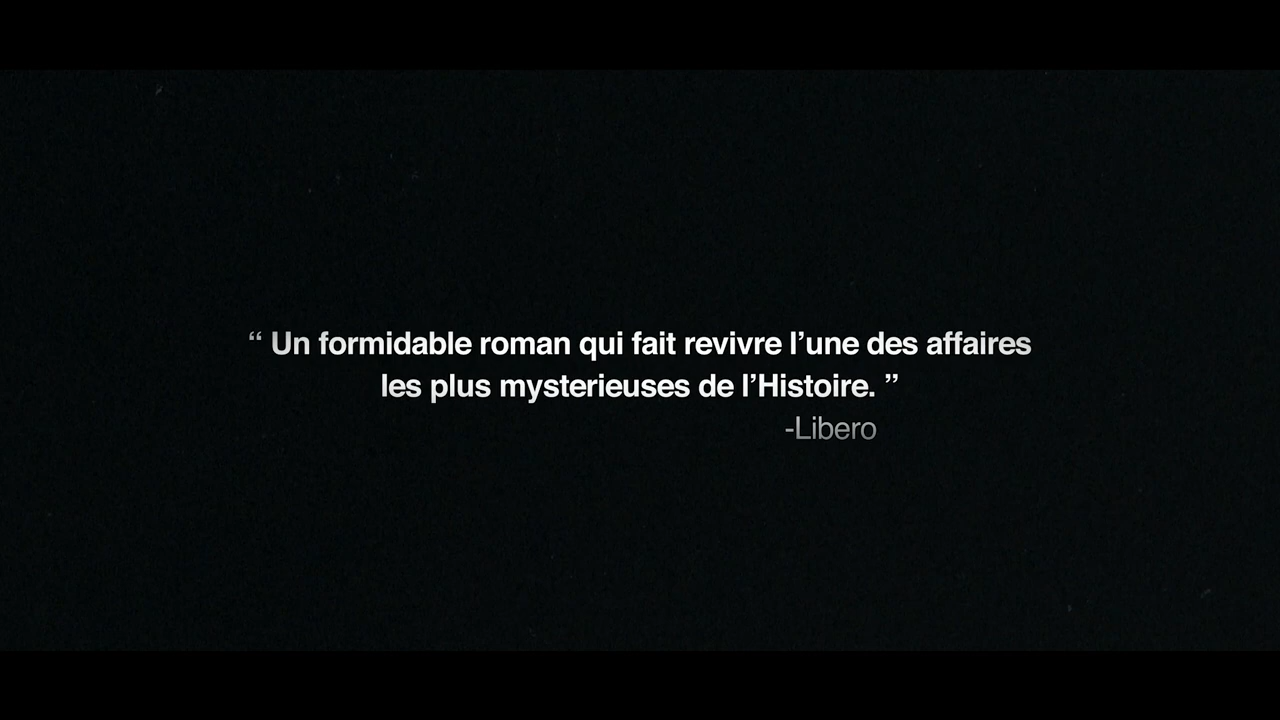 “ Un formidable roman qui fait revivre l’une des affaires
les plus mysterieuses de l’Histoire. ”
-Libero